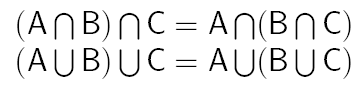 (A⋂B)⋂C = A⋂(B⋂C)
(A⋃B)⋃C = A⋃(B⋃C)